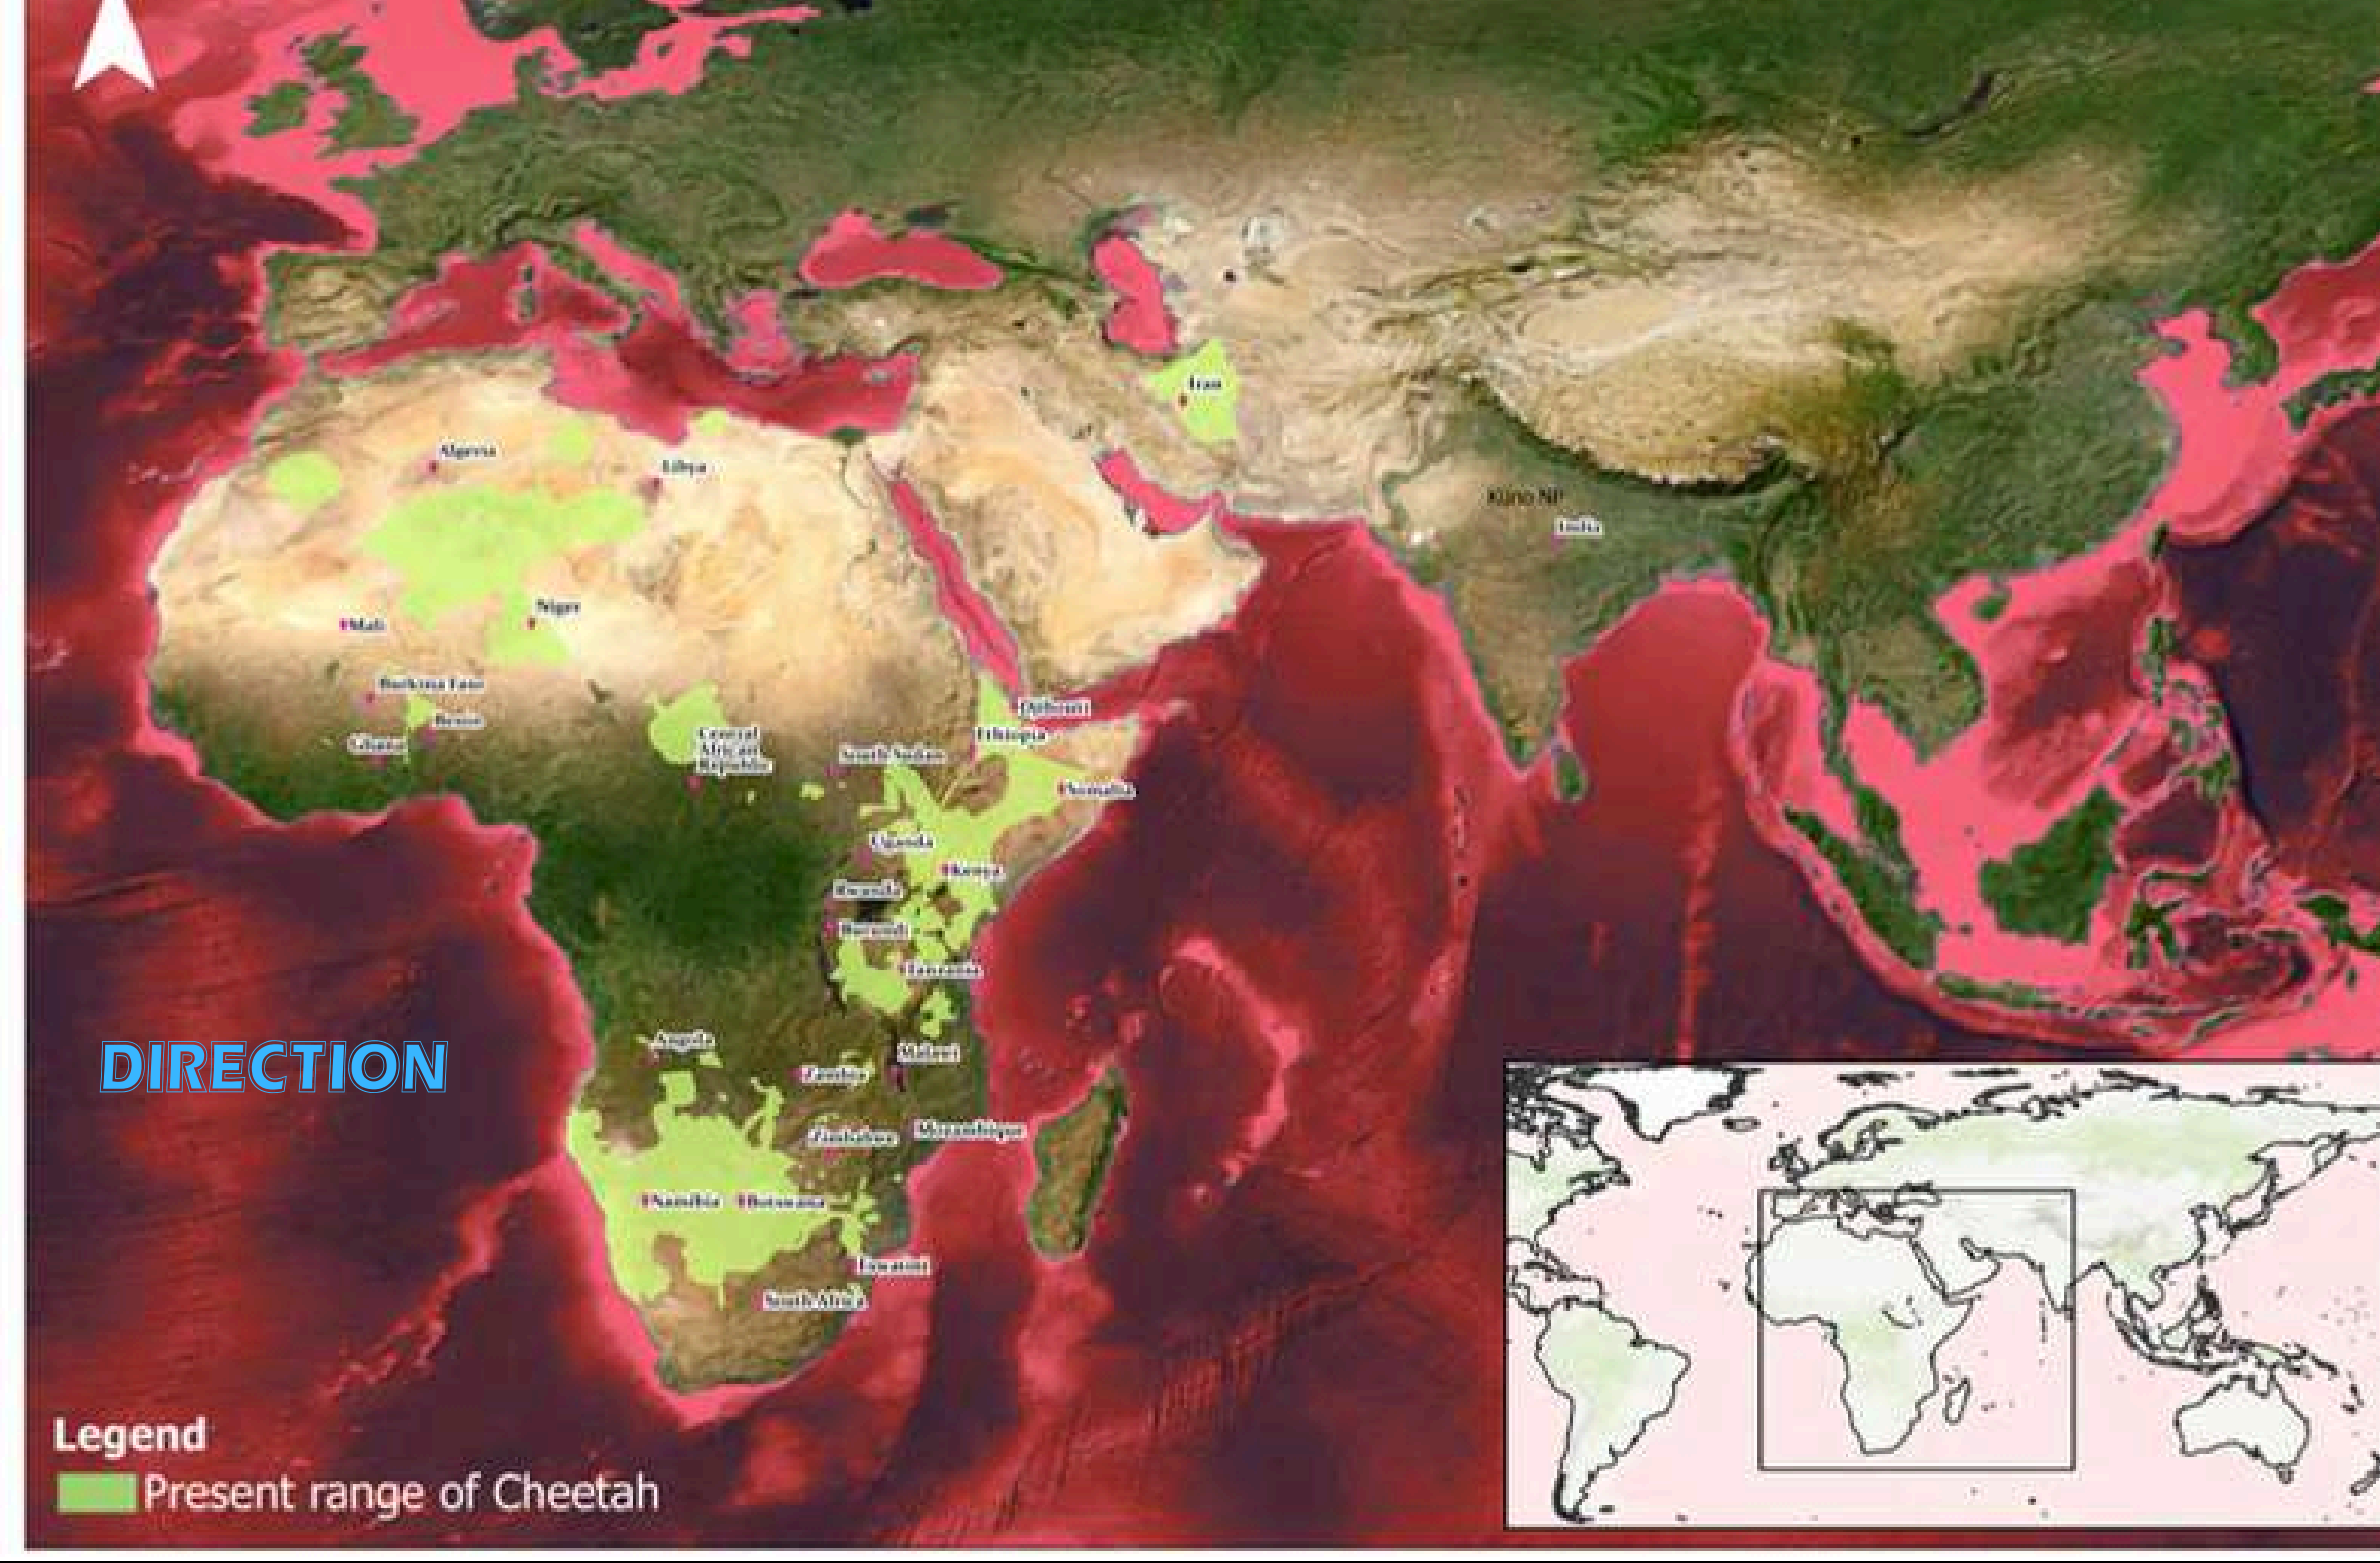 Iran
Algeria
Libya
Kuno NP
India
Niger
Mali
Burkina Faso
Benin
Ghana
Djibouti
Ethiopia
Central
African
Republic
South Sudan
Somalia
Uganda
Kenya
Rwanda
Burundi
Tanzania
DIRECTION
Angola
Malawi
Zambia
Zimbabwe
Mozambique
Namibia
Botswana
Eswatini
South Africa
Legend
Present range of Cheetah